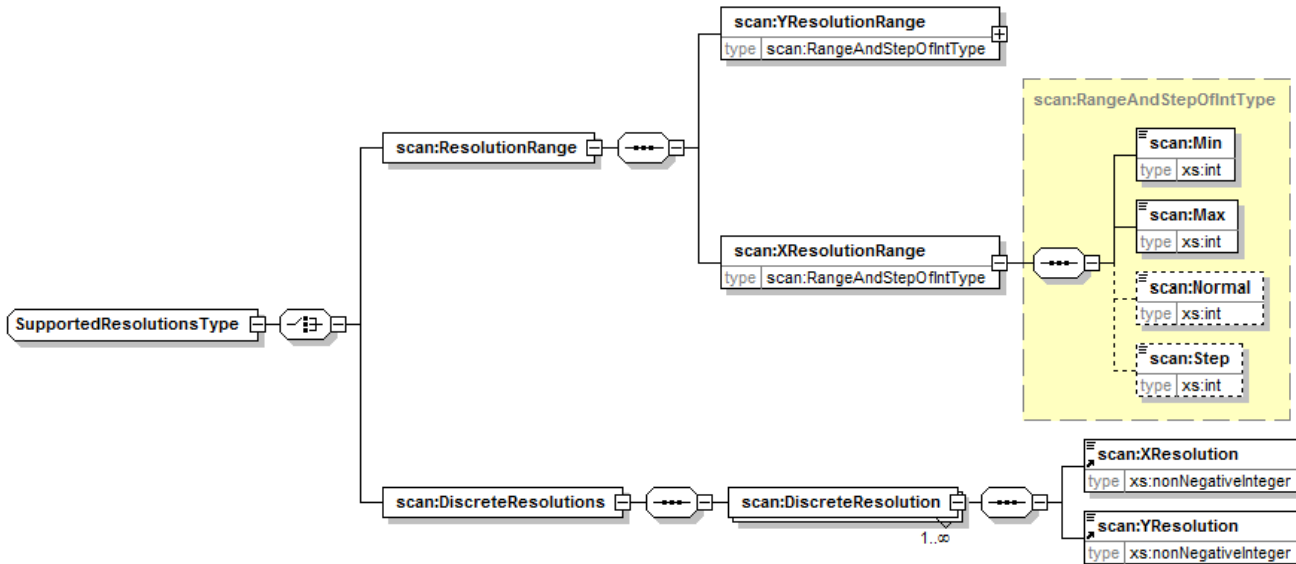 scan:YResolutionRange
type scan:RangeAndStepOfIntType
scan:RangeAndStepOfIntType
scan:ResolutionRange
scan:Min
type xs:int
scan:Max
type xs:int
scan:XResolutionRange
type scan:RangeAndStepOfIntType
scan:Normal
type xs:int
SupportedResolutionsType
scan:Step
type xs:int
scan:DiscreteResolutions
scan:DiscreteResolution
1..∞
scan:XResolution
type xs:nonNegativeInteger
scan:YResolution
type xs:nonNegativeInteger